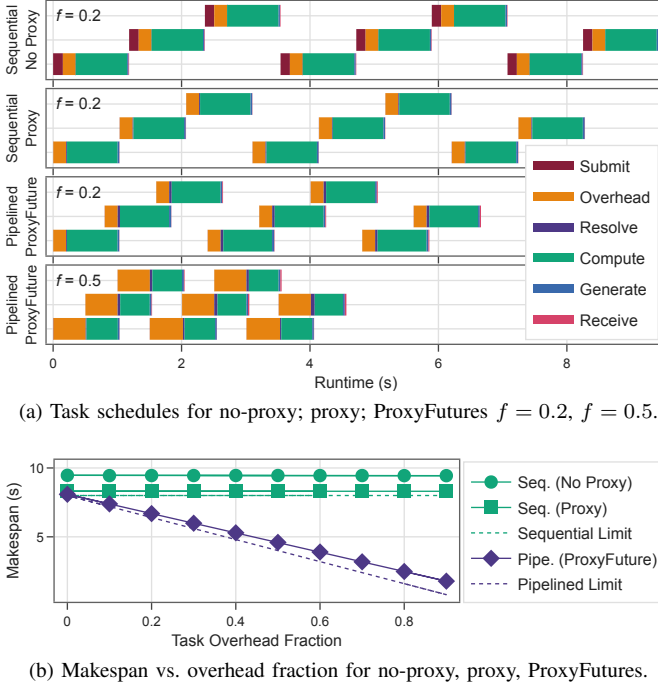 Sequential
No Proxy
f = 0.2
Sequential
Proxy
f = 0.2
Pipelined
ProxyFuture
f = 0.2
Pipelined
ProxyFuture
f = 0.5
Submit
Overhead
Resolve
Compute
Generate
Receive
0 2 4 6 8
Runtime (s)
(a) Task schedules for no-proxy; proxy; ProxyFutures f = 0.2, f = 0.5.
Makespan (s)
10
5
0 0.2 0.4 0.6 0.8
Task Overhead Fraction
Seq. (No Proxy)
Seq. (Proxy)
Sequential Limit
Pipe. (ProxyFuture)
Pipelined Limit
(b) Makespan vs. overhead fraction for no-proxy, proxy, ProxyFutures.